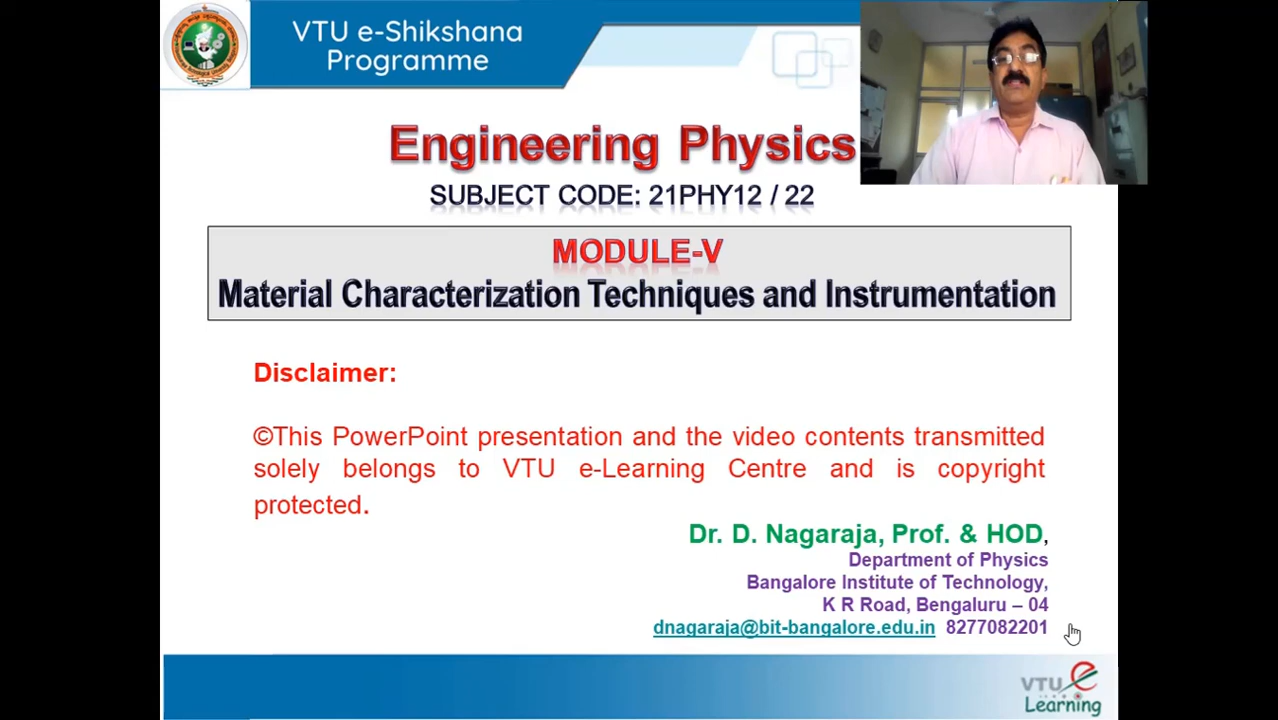 VTU e-Shikshana
Programme
Engineering Physics
SUBJECT CODE: 21PHY12 / 22
MODULE-V
Material Characterization Techniques and Instrumentation
Disclaimer:
©This PowerPoint presentation and the video contents transmitted
solely belongs to VTU e-Learning Centre and is copyright
protected.
Dr. D. Nagaraja, Prof. & HOD,
Department of Physics
Bangalore Institute of Technology,
K R Road, Bengaluru – 04
dnagaraja@bit-bangalore.edu.in 8277082201
VTU e
Learning